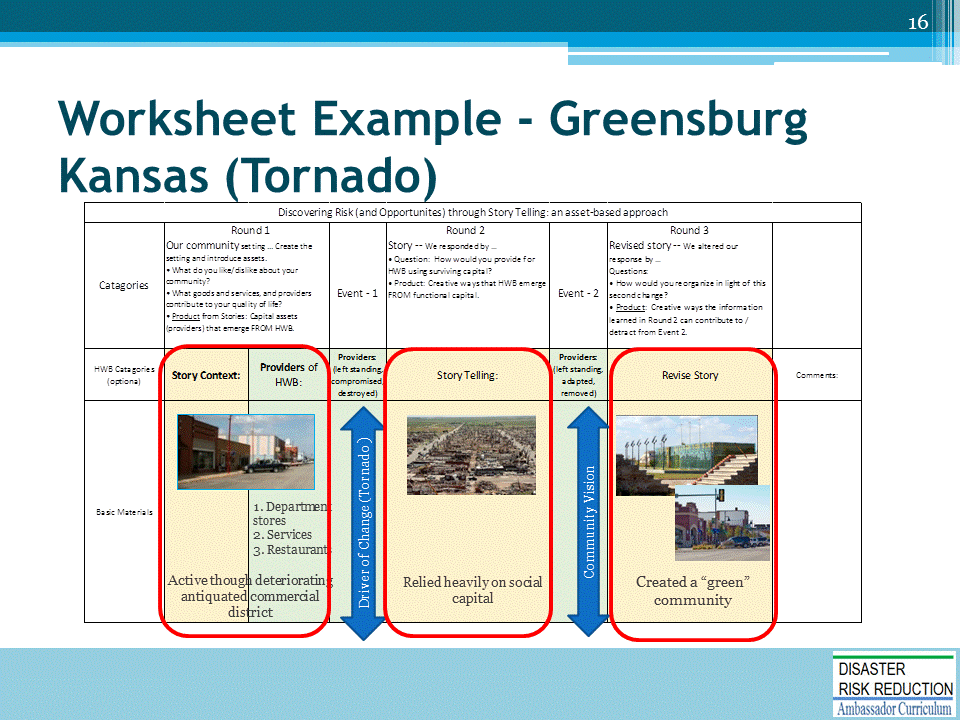 16
Worksheet Example - Greensburg
Kansas (Tornado)
Discovering Risk (and Opportunites) through Story Telling: an asset-based approach
Catagories
Round 1
Our community setting ... Create the
setting and introduce assets.
• What do you like/dislike about your
community?
• What goods and services, and providers
contribute to your quality of life?
• Product from Stories: Capital assets
(providers) that emerge FROM HWB.
Event - 1
Round 2
Story -- We responded by ...
• Question: How would you provide for
HWB using surviving capital?
• Product: Creative ways that HWB emerge
FROM functional capital.
Event - 2
Round 3
Revised story -- We altered our
response by ...
Questions:
• How would you reorganize in light of this
second change?
• Product: Creative ways the information
learned in Round 2 can contribute to /
detract from Event 2.
HWB Catagories
(optiona)
Story Context:
Providers of
HWB:
Providers:
(left standing,
compromised,
destroyed)
Story Telling:
Providers:
(left standing,
adapted,
removed)
Revise Story
Comments:
Basic Materials
1. Department
stores
2. Services
3. Restaurants
Active though deteriorating
antiquated commercial
district
Driver of Change (Tornado)
Relied heavily on social
capital
Community Vision
Created a “green”
community
DISASTER
RISK REDUCTION
Ambassador Curriculum